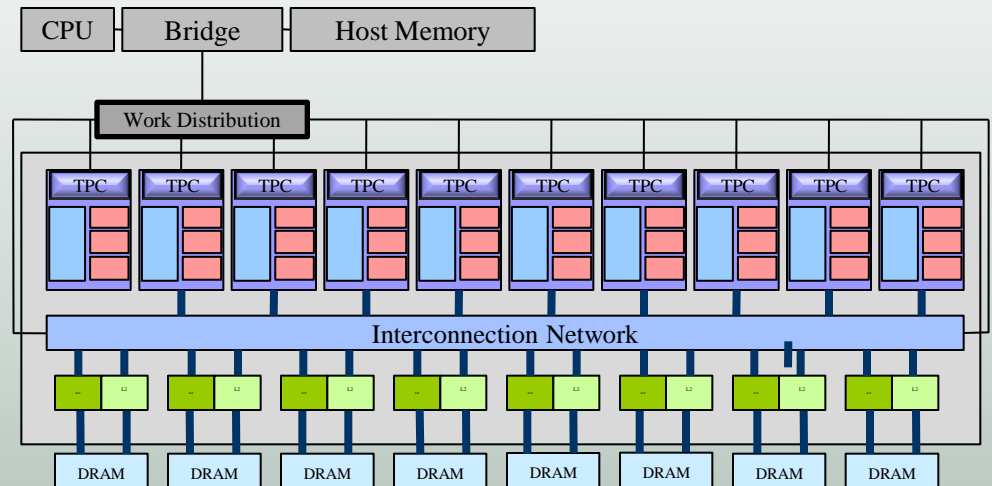 CPU Bridge Host Memory
Work Distribution
TPC TPC TPC TPC TPC TPC TPC TPC TPC TPC
Interconnection Network
L2 L2 L2 L2 L2 L2 L2 L2
DRAM DRAM DRAM DRAM DRAM DRAM DRAM DRAM